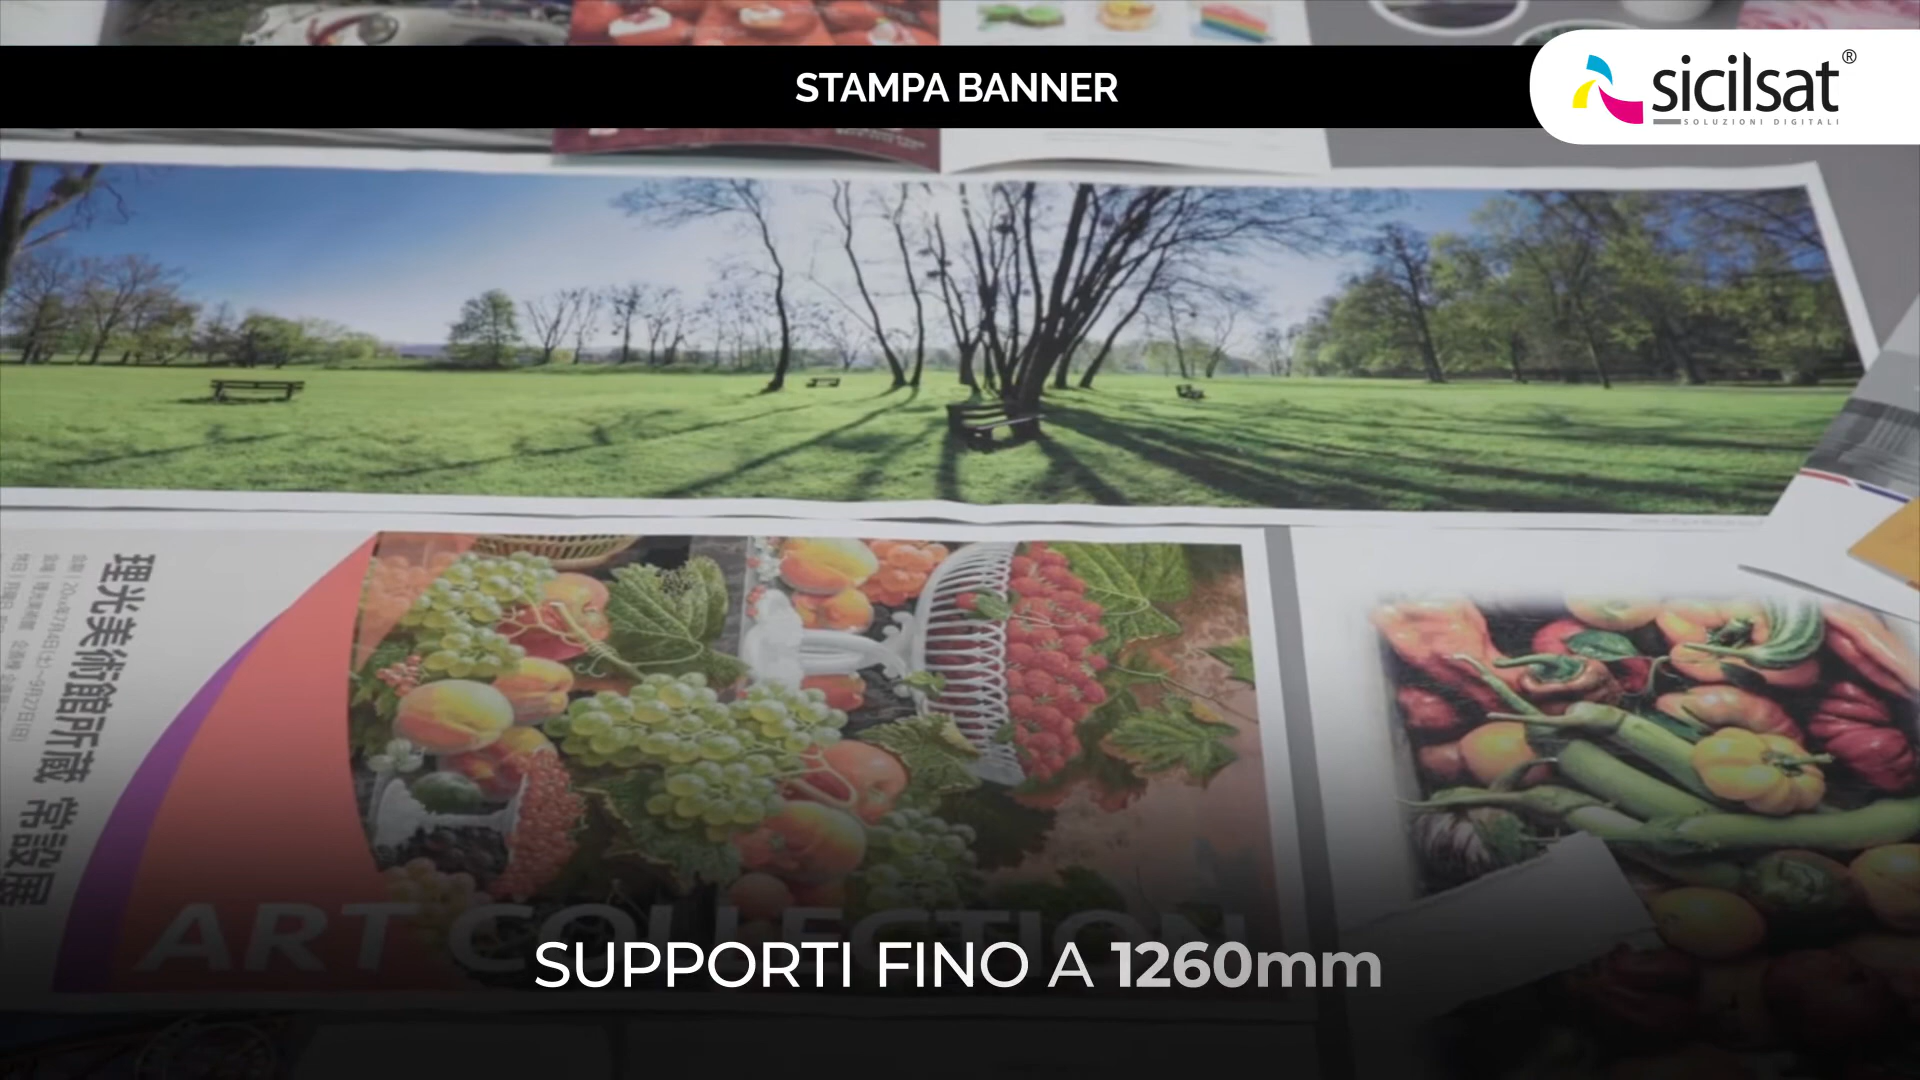 STAMPA BANNER
sicilsat®
SOLUZIONI DIGITALI
理光美術館所蔵 常設展
ART COLLECTION
SUPPORTI FINO A 1260mm